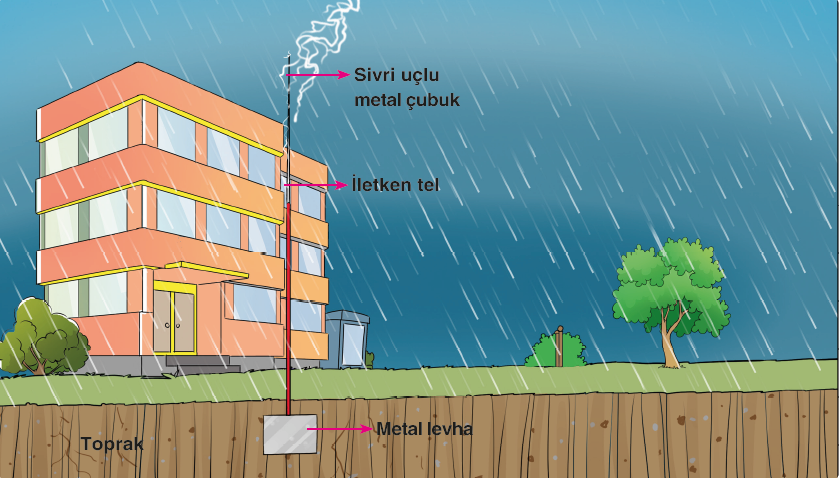 Sivri uçlu
metal çubuk
İletken tel
Metal levha
Toprak